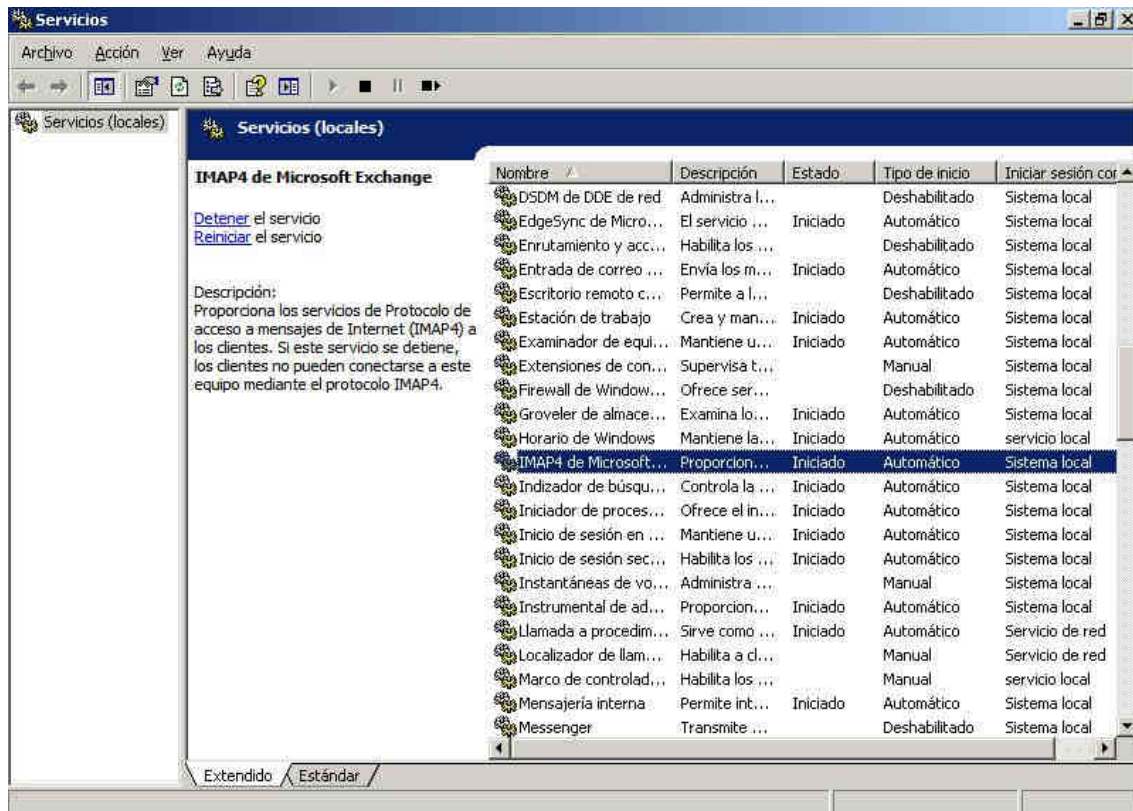 Servicios
Archivo Acción Ver Ayuda
Servicios (locales)
Servicios (locales)
IMAP4 de Microsoft Exchange
Detener el servicio
Reiniciar el servicio
Descripción:
Proporciona los servicios de Protocolo de
acceso a mensajes de Internet (IMAP4) a
los clientes. Si este servicio se detiene,
los clientes no pueden conectarse a este
equipo mediante el protocolo IMAP4.
Nombre Descripción Estado Tipo de inicio Iniciar sesión cor
DSDM de DDE de red Administra l... Deshabilitado Sistema local
EdgeSync de Micro... El servicio ... Iniciado Automático Sistema local
Enrutamiento y acc... Habilita los ... Deshabilitado Sistema local
Entrada de correo ... Envía los m... Iniciado Automático Sistema local
Escritorio remoto c... Permite a l... Deshabilitado Sistema local
Estación de trabajo Crea y man... Iniciado Automático Sistema local
Examinador de equi... Mantiene u... Iniciado Automático Sistema local
Extensiones de con... Supervisa t... Manual Sistema local
Firewall de Window... Ofrece ser... Deshabilitado Sistema local
Groveler de almace... Examina lo... Iniciado Automático Sistema local
Horario de Windows Mantiene la... Iniciado Automático servicio local
IMAP4 de Microsoft... Proporcion... Iniciado Automático Sistema local
Indizador de búsqu... Controla la ... Iniciado Automático Sistema local
Iniciador de proces... Ofrece el in... Iniciado Automático Sistema local
Inicio de sesión en ... Mantiene u... Iniciado Automático Sistema local
Inicio de sesión sec... Habilita los ... Iniciado Automático Sistema local
Instantáneas de vo... Administra ... Manual Sistema local
Instrumental de ad... Proporcion... Iniciado Automático Sistema local
Llamada a procedim... Sirve como ... Iniciado Automático Servicio de red
Localizador de llam... Habilita a cl... Manual Servicio de red
Marco de controlad... Habilita los ... Manual servicio local
Mensajería interna Permite int... Iniciado Automático Sistema local
Messenger Transmite ... Deshabilitado Sistema local
Extendido Estándar